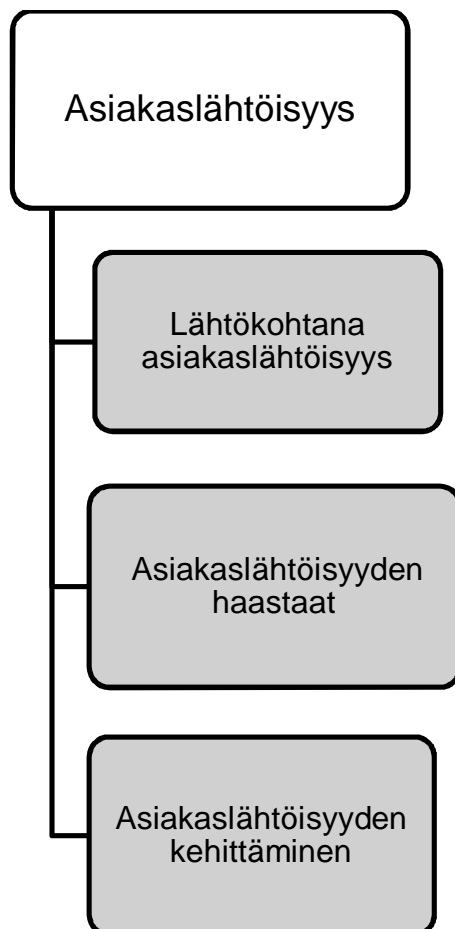 Asiakaslähtöisyys
Lähtökohtana
asiakaslähtöisyys
Asiakaslähtöisyyden
haastaat
Asiakaslähtöisyyden
kehittäminen